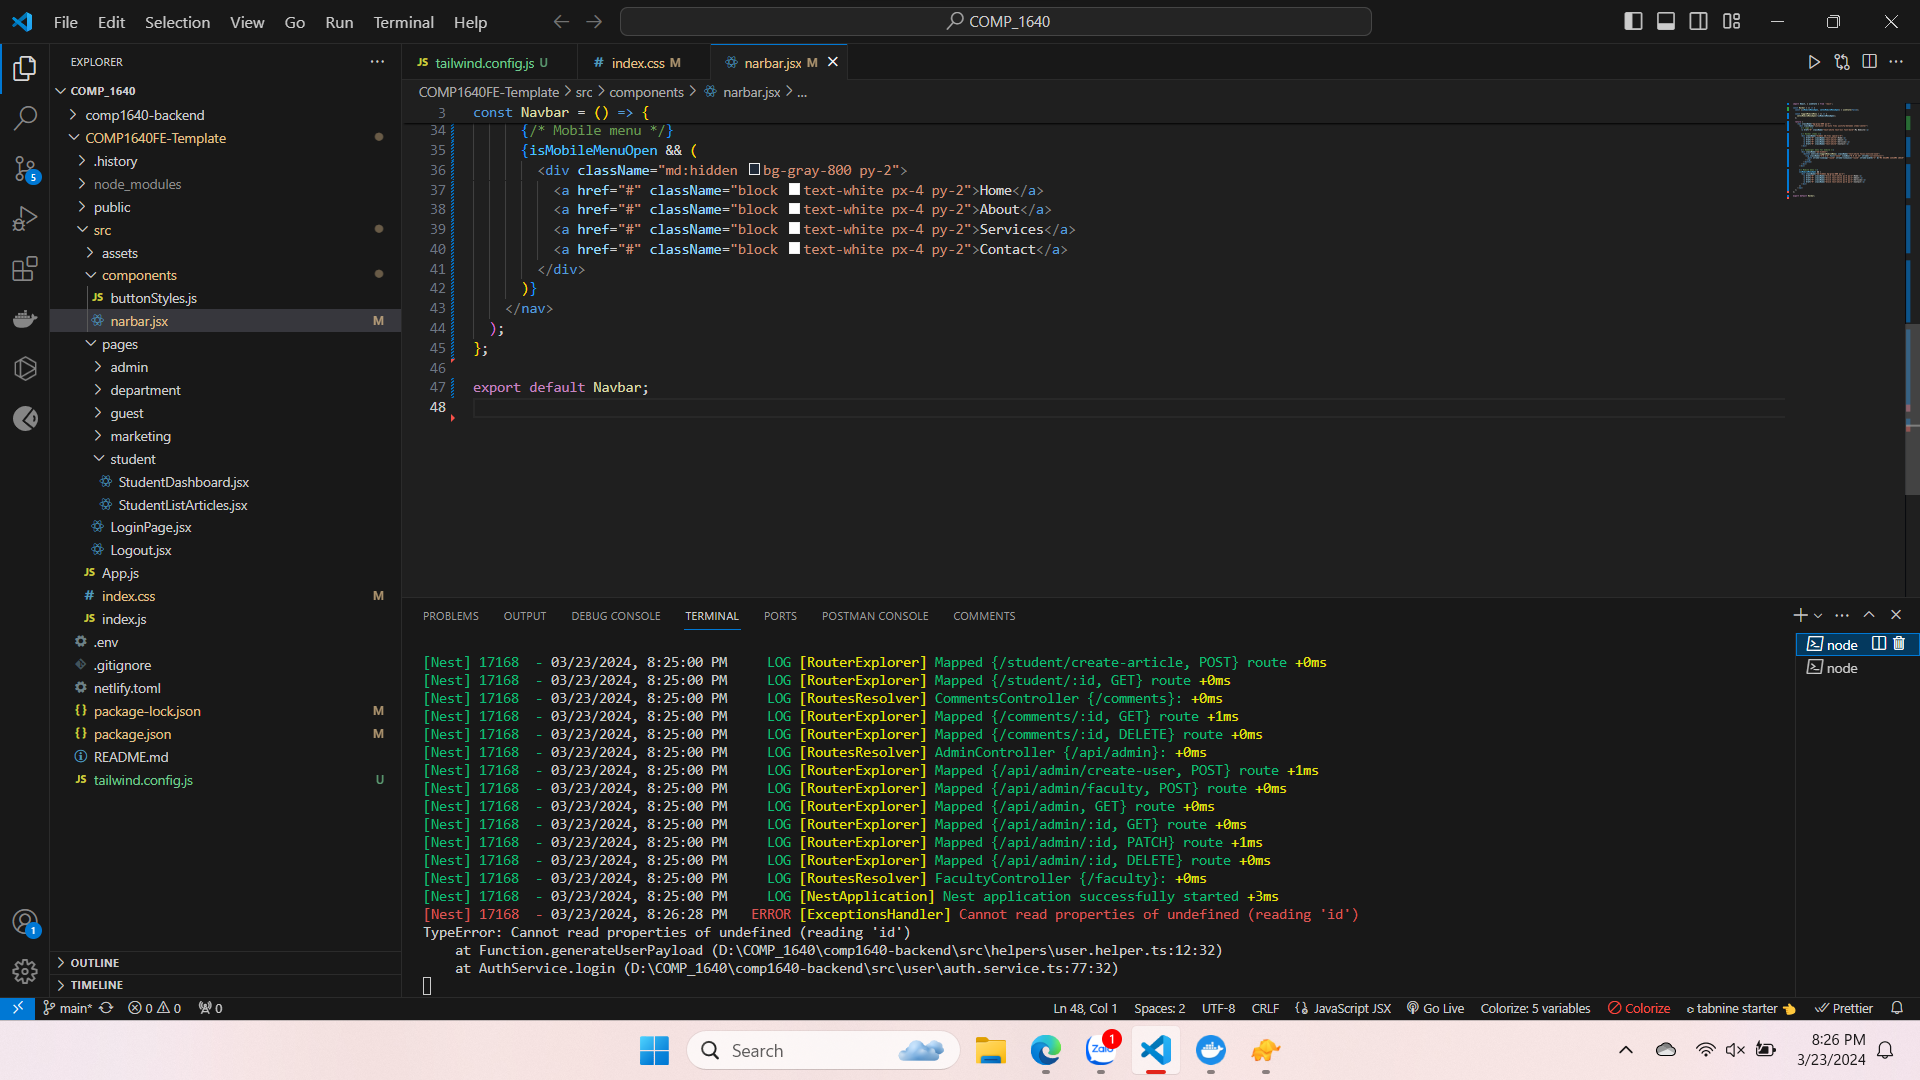 File Edit Selection View Go Run Terminal Help
COMP_1640
EXPLORER
COMP_1640
comp1640-backend
COMP1640FE-Template
.history
node_modules
public
src
assets
components
buttonStyles.js
narbar.jsx M
pages
admin
department
guest
marketing
student
StudentDashboard.jsx
StudentListArticles.jsx
LoginPage.jsx
Logout.jsx
App.js
index.css M
index.js
.env
.gitignore
netlify.toml
package-lock.json M
package.json M
README.md
tailwind.config.js U
OUTLINE
TIMELINE
5
1
tailwind.config.js U
index.css M
narbar.jsx M
COMP1640FE-Template > src > components > narbar.jsx > ...
3 const Navbar = () => {
34 {/* Mobile menu */}
35 {isMobileMenuOpen && (
36 <div className="md:hidden bg-gray-800 py-2">
37 <a href="#" className="block text-white px-4 py-2">Home</a>
38 <a href="#" className="block text-white px-4 py-2">About</a>
39 <a href="#" className="block text-white px-4 py-2">Services</a>
40 <a href="#" className="block text-white px-4 py-2">Contact</a>
41 </div>
42 )}
43 </nav>
44 );
45 };
46
47 export default Navbar;
48
PROBLEMS OUTPUT DEBUG CONSOLE TERMINAL PORTS POSTMAN CONSOLE COMMENTS
[Nest] 17168 - 03/23/2024, 8:25:00 PM LOG [RouterExplorer] Mapped {/student/create-article, POST} route +0ms
[Nest] 17168 - 03/23/2024, 8:25:00 PM LOG [RouterExplorer] Mapped {/student/:id, GET} route +0ms
[Nest] 17168 - 03/23/2024, 8:25:00 PM LOG [RoutesResolver] CommentsController {/comments}: +0ms
[Nest] 17168 - 03/23/2024, 8:25:00 PM LOG [RouterExplorer] Mapped {/comments/:id, GET} route +1ms
[Nest] 17168 - 03/23/2024, 8:25:00 PM LOG [RouterExplorer] Mapped {/comments/:id, DELETE} route +0ms
[Nest] 17168 - 03/23/2024, 8:25:00 PM LOG [RoutesResolver] AdminController {/api/admin}: +0ms
[Nest] 17168 - 03/23/2024, 8:25:00 PM LOG [RouterExplorer] Mapped {/api/admin/create-user, POST} route +1ms
[Nest] 17168 - 03/23/2024, 8:25:00 PM LOG [RouterExplorer] Mapped {/api/admin/faculty, POST} route +0ms
[Nest] 17168 - 03/23/2024, 8:25:00 PM LOG [RouterExplorer] Mapped {/api/admin, GET} route +0ms
[Nest] 17168 - 03/23/2024, 8:25:00 PM LOG [RouterExplorer] Mapped {/api/admin/:id, GET} route +0ms
[Nest] 17168 - 03/23/2024, 8:25:00 PM LOG [RouterExplorer] Mapped {/api/admin/:id, PATCH} route +1ms
[Nest] 17168 - 03/23/2024, 8:25:00 PM LOG [RouterExplorer] Mapped {/api/admin/:id, DELETE} route +0ms
[Nest] 17168 - 03/23/2024, 8:25:00 PM LOG [RoutesResolver] FacultyController {/faculty}: +0ms
[Nest] 17168 - 03/23/2024, 8:25:00 PM LOG [NestApplication] Nest application successfully started +3ms
[Nest] 17168 - 03/23/2024, 8:26:28 PM ERROR [ExceptionsHandler] Cannot read properties of undefined (reading 'id')
TypeError: Cannot read properties of undefined (reading 'id')
at Function.generateUserPayload (D:\COMP_1640\comp1640-backend\src\helpers\user.helper.ts:12:32)
at AuthService.login (D:\COMP_1640\comp1640-backend\src\user\auth.service.ts:77:32)
node
node
main* 0 0 0 Ln 48, Col 1 Spaces: 2 UTF-8 CRLF JavaScript JSX Go Live Colorize: 5 variables Colorize tabnine starter Prettier
Search
Zalo
1
8:26 PM
3/23/2024